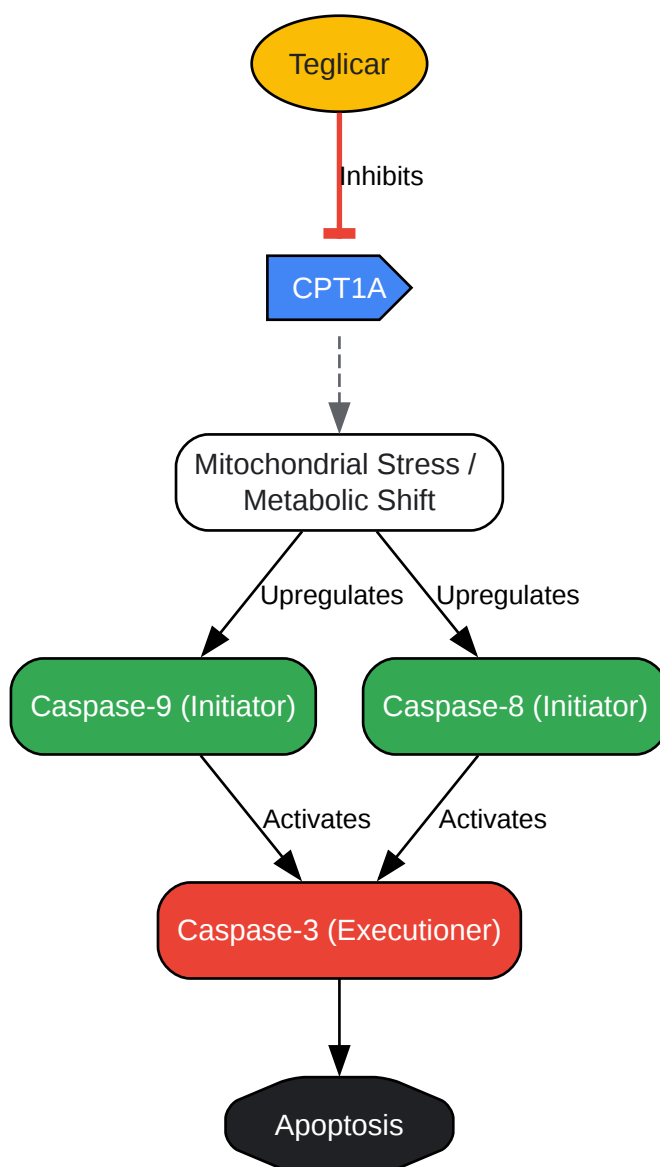 Teglicar
Inhibits
CPT1A
Mitochondrial Stress /
Metabolic Shift
Upregulates
Upregulates
Caspase-9 (Initiator)
Caspase-8 (Initiator)
Activates
Activates
Caspase-3 (Executioner)
Apoptosis